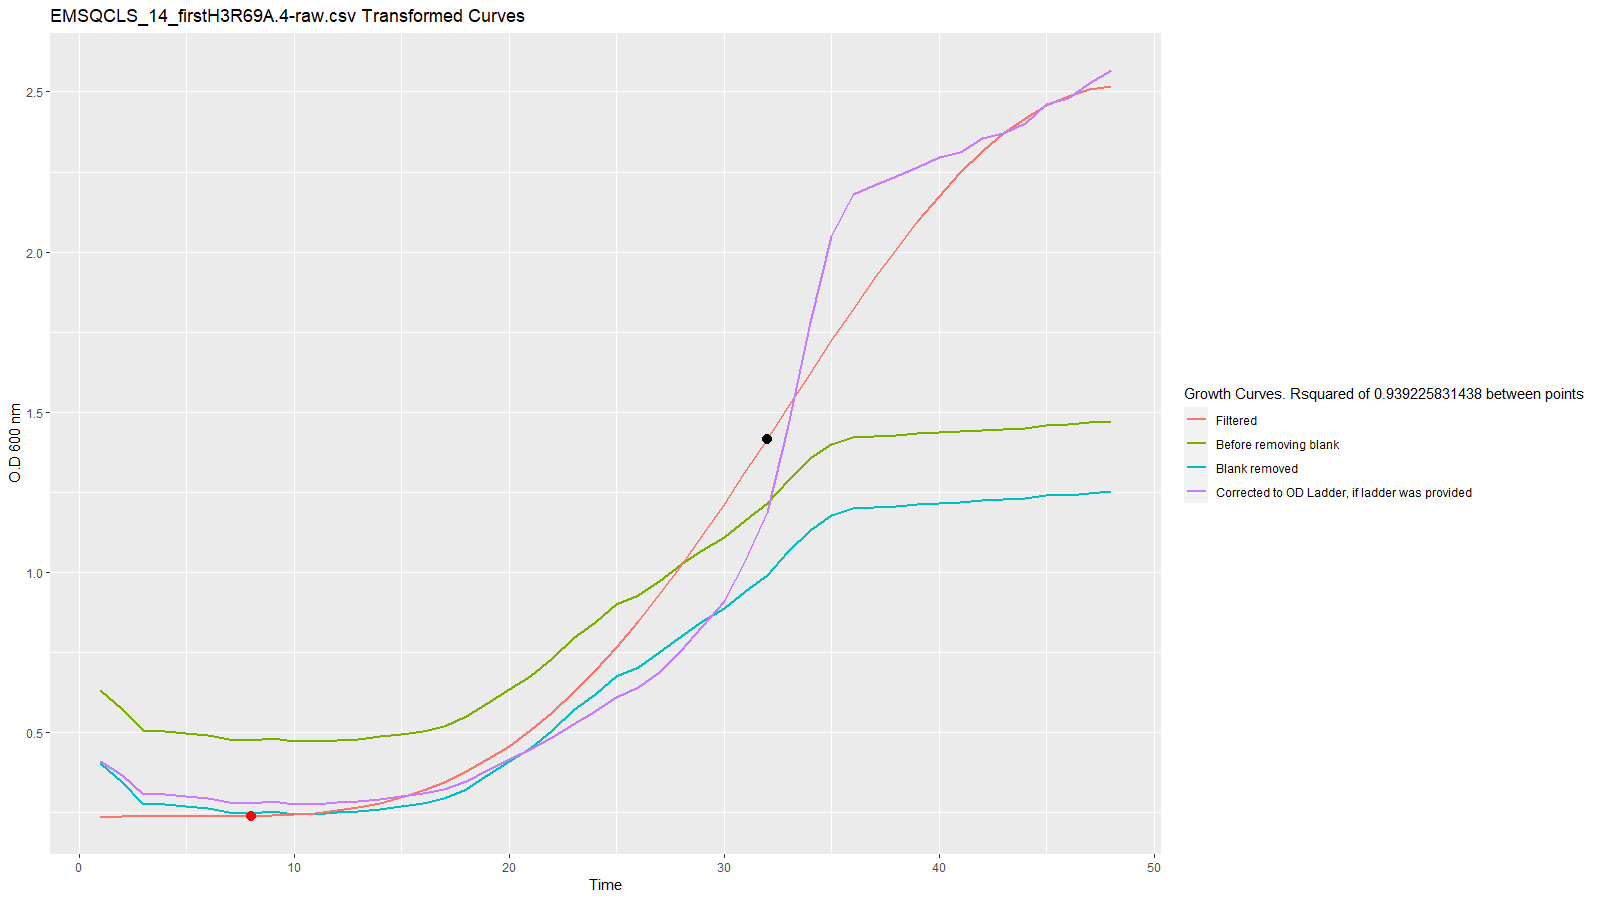 EMSQCLS_14_firstH3R69A.4-raw.csv Transformed Curves
2.5
2.0
1.5
1.0
0.5
O.D 600 nm
0 10 20 30 40 50
Time
Growth Curves. Rsquared of 0.939225831438 between points
Filtered
Before removing blank
Blank removed
Corrected to OD Ladder, if ladder was provided